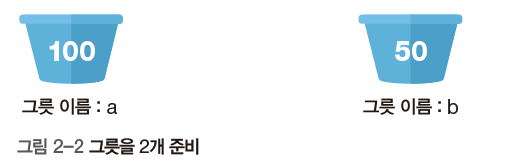 100 50
그릇 이름 : a 그릇 이름 : b
그림 2-2 그릇을 2개 준비